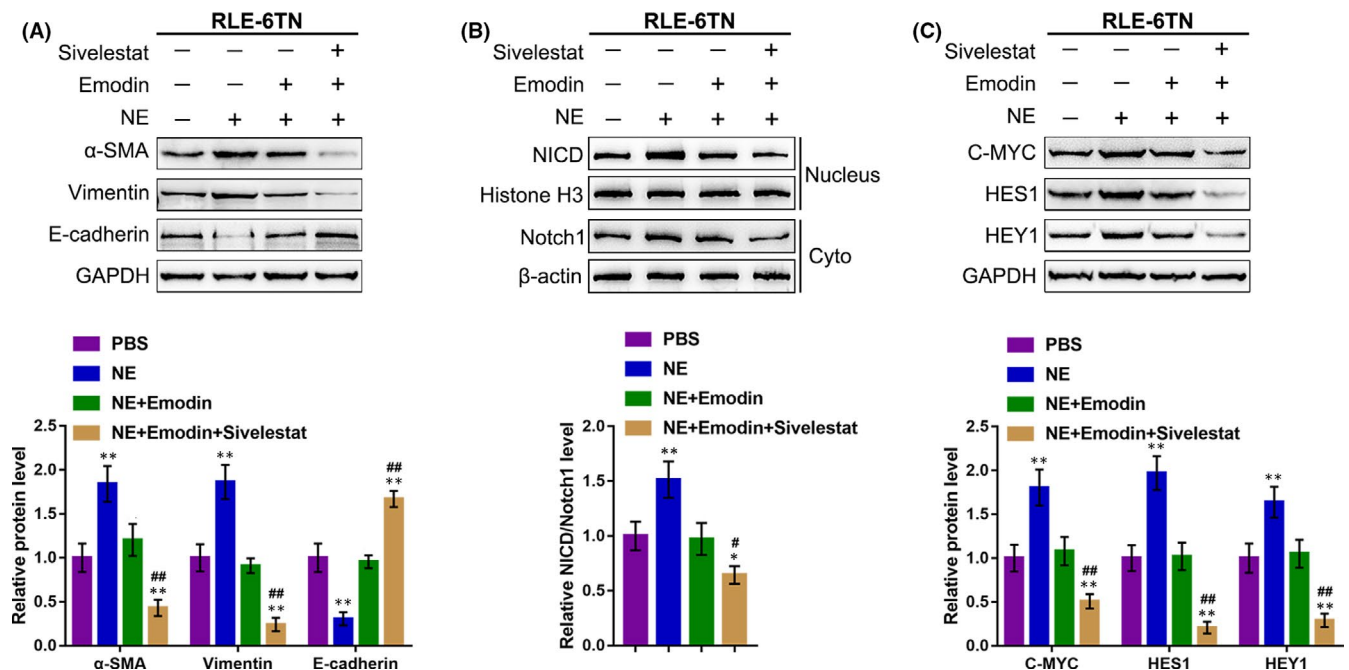 (A)
RLE-6TN
Sivelestat − − − +
Emodin − − + +
NE − + + +
α-SMA
Vimentin
E-cadherin
GAPDH
PBS
NE
NE+Emodin
NE+Emodin+Sivelestat
Relative protein level
2.5
2.0
1.5
1.0
0.5
0.0
** ## ** ** ## ** ** ## **
α-SMA Vimentin E-cadherin
(B)
RLE-6TN
Sivelestat − − − +
Emodin − − + +
NE − + + +
NICD
Histone H3
Nucleus
Notch1
β-actin
Cyto
PBS
NE
NE+Emodin
NE+Emodin+Sivelestat
Relative NICD/Notch1 level
2.0
1.5
1.0
0.5
0.0
** # *
(C)
RLE-6TN
Sivelestat − − − +
Emodin − − + +
NE − + + +
C-MYC
HES1
HEY1
GAPDH
PBS
NE
NE+Emodin
NE+Emodin+Sivelestat
Relative protein level
2.5
2.0
1.5
1.0
0.5
0.0
** ## ** ** ## ** ** ## **
C-MYC HES1 HEY1